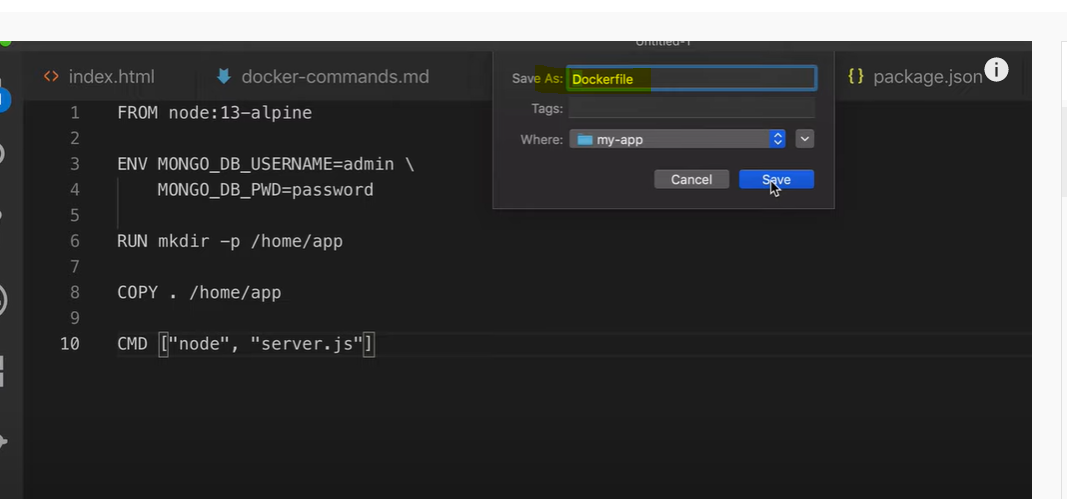 Untitled-1
index.html
docker-commands.md
Save As: Dockerfile
package.json
i
Tags:
Where: my-app
Cancel Save
1 FROM node:13-alpine
2
3 ENV MONGO_DB_USERNAME=admin \
4 MONGO_DB_PWD=password
5
6 RUN mkdir -p /home/app
7
8 COPY . /home/app
9
10 CMD ["node", "server.js"]